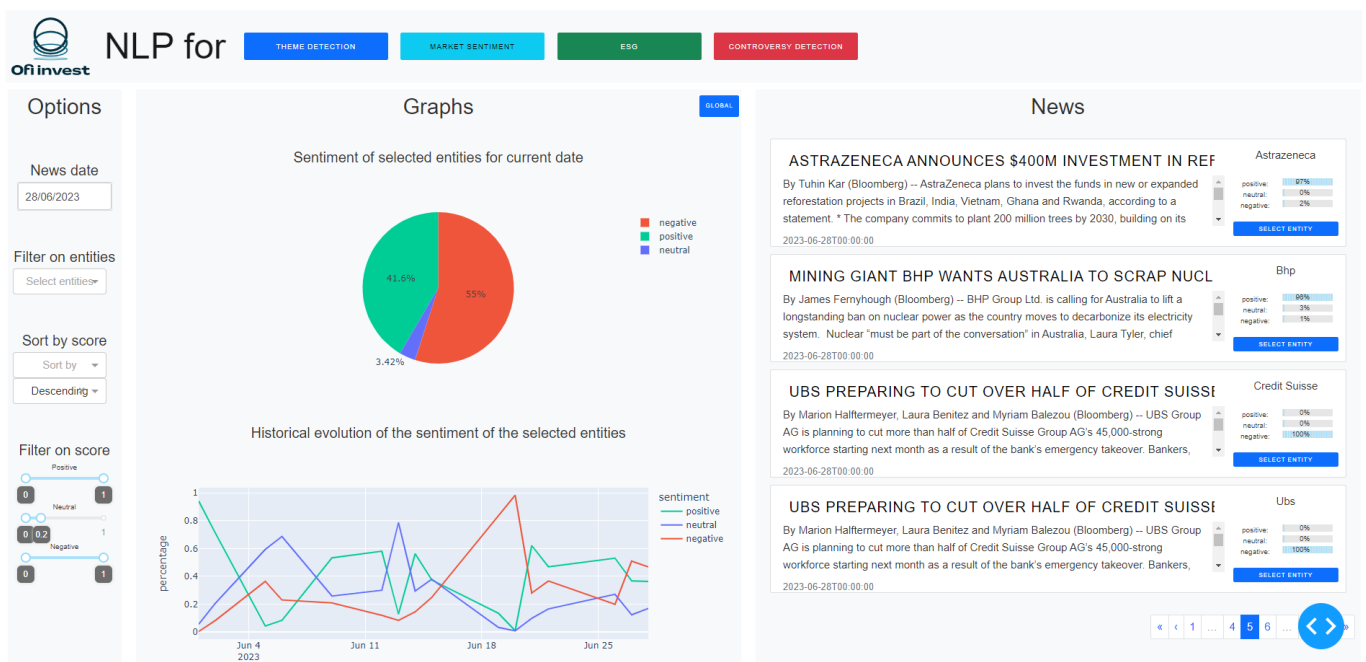 Ofi invest
NLP for
THEME DETECTION
MARKET SENTIMENT
ESG
CONTROVERSY DETECTION
Options
News date
28/06/2023
Filter on entities
Select entities
Sort by score
Sort by
Descending
Filter on score
Positive
0
1
Neutral
0
0.2
1
Negative
0
1
Graphs
GLOBAL
Sentiment of selected entities for current date
41.6%
55%
3.42%
negative
positive
neutral
Historical evolution of the sentiment of the selected entities
percentage
1
0.8
0.6
0.4
0.2
0
Jun 4
2023
Jun 11
Jun 18
Jun 25
sentiment
positive
neutral
negative
News
ASTRAZENECA ANNOUNCES $400M INVESTMENT IN REF
By Tuhin Kar (Bloomberg) -- AstraZeneca plans to invest the funds in new or expanded
reforestation projects in Brazil, India, Vietnam, Ghana and Rwanda, according to a
statement. * The company commits to plant 200 million trees by 2030, building on its
2023-06-28T00:00:00
Astrazeneca
positive: 97%
neutral: 0%
negative: 2%
SELECT ENTITY
MINING GIANT BHP WANTS AUSTRALIA TO SCRAP NUCL
By James Fernyhough (Bloomberg) -- BHP Group Ltd. is calling for Australia to lift a
longstanding ban on nuclear power as the country moves to decarbonize its electricity
system. Nuclear “must be part of the conversation” in Australia, Laura Tyler, chief
2023-06-28T00:00:00
Bhp
positive: 96%
neutral: 3%
negative: 1%
SELECT ENTITY
UBS PREPARING TO CUT OVER HALF OF CREDIT SUISSE
By Marion Halftermeyer, Laura Benitez and Myriam Balezou (Bloomberg) -- UBS Group
AG is planning to cut more than half of Credit Suisse Group AG’s 45,000-strong
workforce starting next month as a result of the bank’s emergency takeover. Bankers,
2023-06-28T00:00:00
Credit Suisse
positive: 0%
neutral: 0%
negative: 100%
SELECT ENTITY
UBS PREPARING TO CUT OVER HALF OF CREDIT SUISSE
By Marion Halftermeyer, Laura Benitez and Myriam Balezou (Bloomberg) -- UBS Group
AG is planning to cut more than half of Credit Suisse Group AG’s 45,000-strong
workforce starting next month as a result of the bank’s emergency takeover. Bankers,
2023-06-28T00:00:00
Ubs
positive: 0%
neutral: 0%
negative: 100%
SELECT ENTITY
« ‹ 1 ... 4 5 6 ... »